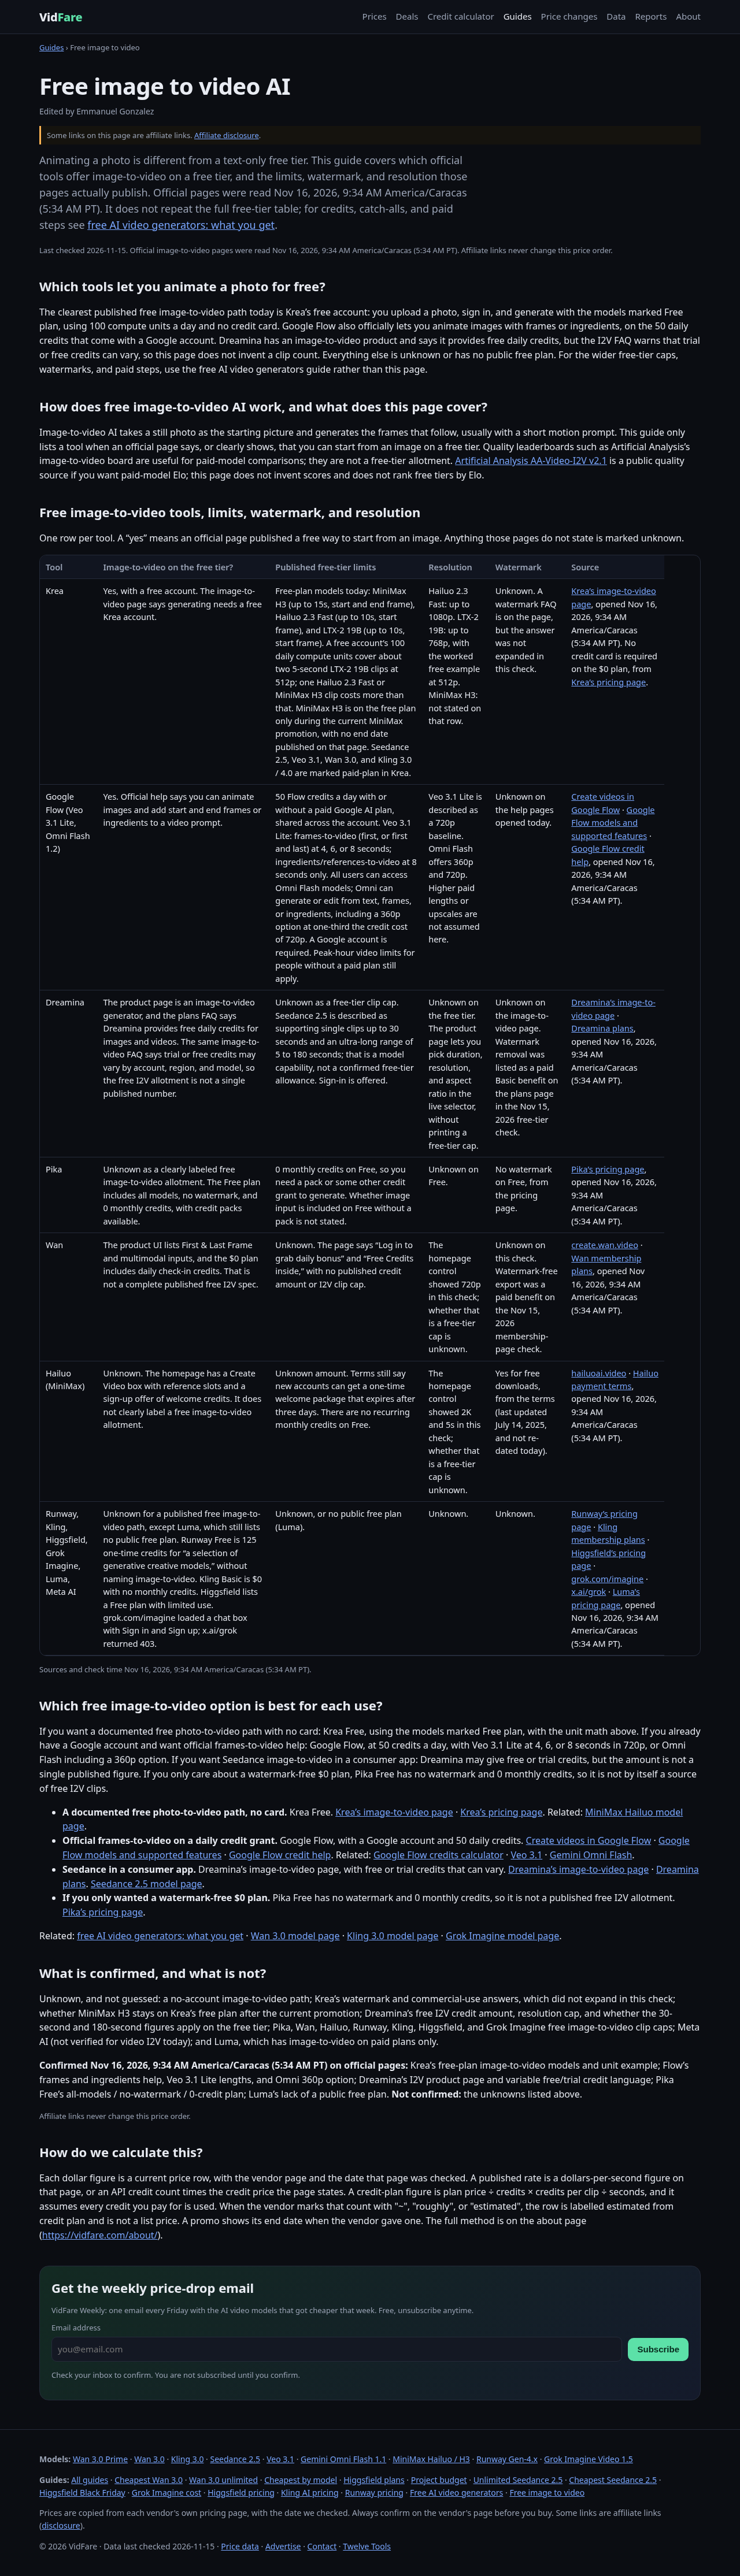 VidFare
Prices Deals Credit calculator Guides Price changes Data Reports About
Guides › Free image to video
Free image to video AI
Edited by Emmanuel Gonzalez
Some links on this page are affiliate links. Affiliate disclosure.
Animating a photo is different from a text-only free tier. This guide covers which official
tools offer image-to-video on a free tier, and the limits, watermark, and resolution those
pages actually publish. Official pages were read Nov 16, 2026, 9:34 AM America/Caracas
(5:34 AM PT). It does not repeat the full free-tier table; for credits, catch-alls, and paid
steps see free AI video generators: what you get.
Last checked 2026-11-15. Official image-to-video pages were read Nov 16, 2026, 9:34 AM America/Caracas (5:34 AM PT). Affiliate links never change this price order.
Which tools let you animate a photo for free?
The clearest published free image-to-video path today is Krea's free account: you upload a photo, sign in, and generate with the models marked Free
plan, using 100 compute units a day and no credit card. Google Flow also officially lets you animate images with frames or ingredients, on the 50 daily
credits that come with a Google account. Dreamina has an image-to-video product and says it provides free daily credits, but the I2V FAQ warns that trial
or free credits can vary, so this page does not invent a clip count. Everything else is unknown or has no public free plan. For the wider free-tier caps,
watermarks, and paid steps, use the free AI video generators guide rather than this page.
How does free image-to-video AI work, and what does this page cover?
Image-to-video AI takes a still photo as the starting picture and generates the frames that follow, usually with a short motion prompt. This guide only
lists a tool when an official page says, or clearly shows, that you can start from an image on a free tier. Quality leaderboards such as Artificial Analysis's
image-to-video board are useful for paid-model comparisons; they are not a free-tier allotment. Artificial Analysis AA-Video-I2V v2.1 is a public quality
source if you want paid-model Elo; this page does not invent scores and does not rank free tiers by Elo.
Free image-to-video tools, limits, watermark, and resolution
One row per tool. A "yes" means an official page published a free way to start from an image. Anything those pages do not state is marked unknown.
Tool Image-to-video on the free tier? Published free-tier limits Resolution Watermark Source
Krea
Yes, with a free account. The image-to-
video page says generating needs a free
Krea account.
Free-plan models today: MiniMax
H3 (up to 15s, start and end frame),
Hailuo 2.3 Fast (up to 10s, start
frame), and LTX-2 19B (up to 10s,
start frame). A free account's 100
daily compute units cover about
two 5-second LTX-2 19B clips at
512p; one Hailuo 2.3 Fast or
MiniMax H3 clip costs more than
that. MiniMax H3 is on the free plan
only during the current MiniMax
promotion, with no end date
published on that page. Seedance
2.5, Veo 3.1, Wan 3.0, and Kling 3.0
/ 4.0 are marked paid-plan in Krea.
Hailuo 2.3
Fast: up to
1080p. LTX-2
19B: up to
768p, with
the worked
free example
at 512p.
MiniMax H3:
not stated on
that row.
Unknown. A
watermark FAQ
is on the page,
but the answer
was not
expanded in
this check.
Krea's image-to-video
page, opened Nov 16,
2026, 9:34 AM
America/Caracas
(5:34 AM PT). No
credit card is required
on the $0 plan, from
Krea's pricing page.
Google
Flow (Veo
3.1 Lite,
Omni Flash
1.2)
Yes. Official help says you can animate
images and add start and end frames or
ingredients to a video prompt.
50 Flow credits a day with or
without a paid Google AI plan,
shared across the account. Veo 3.1
Lite: frames-to-video (first, or first
and last) at 4, 6, or 8 seconds;
ingredients/references-to-video at 8
seconds only. All users can access
Omni Flash models; Omni can
generate or edit from text, frames,
or ingredients, including a 360p
option at one-third the credit cost
of 720p. A Google account is
required. Peak-hour video limits for
people without a paid plan still
apply.
Veo 3.1 Lite is
described as
a 720p
baseline.
Omni Flash
offers 360p
and 720p.
Higher paid
lengths or
upscales are
not assumed
here.
Unknown on
the help pages
opened today.
Create videos in
Google Flow · Google
Flow models and
supported features ·
Google Flow credit
help, opened Nov 16,
2026, 9:34 AM
America/Caracas
(5:34 AM PT).
Dreamina
The product page is an image-to-video
generator, and the plans FAQ says
Dreamina provides free daily credits for
images and videos. The same image-to-
video FAQ says trial or free credits may
vary by account, region, and model, so
the free I2V allotment is not a single
published number.
Unknown as a free-tier clip cap.
Seedance 2.5 is described as
supporting single clips up to 30
seconds and an ultra-long range of
5 to 180 seconds; that is a model
capability, not a confirmed free-tier
allowance. Sign-in is offered.
Unknown on
the free tier.
The product
page lets you
pick duration,
resolution,
and aspect
ratio in the
live selector,
without
printing a
free-tier cap.
Unknown on
the image-to-
video page.
Watermark
removal was
listed as a paid
Basic benefit on
the plans page
in the Nov 15,
2026 free-tier
check.
Dreamina's image-to-
video page ·
Dreamina plans,
opened Nov 16, 2026,
9:34 AM
America/Caracas
(5:34 AM PT).
Pika
Unknown as a clearly labeled free
image-to-video allotment. The Free plan
includes all models, no watermark, and
0 monthly credits, with credit packs
available.
0 monthly credits on Free, so you
need a pack or some other credit
grant to generate. Whether image
input is included on Free without a
pack is not stated.
Unknown on
Free.
No watermark
on Free, from
the pricing
page.
Pika's pricing page,
opened Nov 16, 2026,
9:34 AM
America/Caracas
(5:34 AM PT).
Wan
The product UI lists First & Last Frame
and multimodal inputs, and the $0 plan
includes daily check-in credits. That is
not a complete published free I2V spec.
Unknown. The page says "Log in to
grab daily bonus" and "Free Credits
inside," with no published credit
amount or I2V clip cap.
The
homepage
control
showed 720p
in this check;
whether that
is a free-tier
cap is
unknown.
Unknown on
this check.
Watermark-free
export was a
paid benefit on
the Nov 15,
2026
membership-
page check.
create.wan.video ·
Wan membership
plans, opened Nov
16, 2026, 9:34 AM
America/Caracas
(5:34 AM PT).
Hailuo
(MiniMax)
Unknown. The homepage has a Create
Video box with reference slots and a
sign-up offer of welcome credits. It does
not clearly label a free image-to-video
allotment.
Unknown amount. Terms still say
new accounts can get a one-time
welcome package that expires after
three days. There are no recurring
monthly credits on Free.
The
homepage
control
showed 2K
and 5s in this
check;
whether that
is a free-tier
cap is
unknown.
Yes for free
downloads,
from the terms
(last updated
July 14, 2025,
and not re-
dated today).
hailuoai.video · Hailuo
payment terms,
opened Nov 16, 2026,
9:34 AM
America/Caracas
(5:34 AM PT).
Runway,
Kling,
Higgsfield,
Grok
Imagine,
Luma,
Meta AI
Unknown for a published free image-to-
video path, except Luma, which still lists
no public free plan. Runway Free is 125
one-time credits for "a selection of
generative creative models," without
naming image-to-video. Kling Basic is $0
with no monthly credits. Higgsfield lists
a Free plan with limited use.
grok.com/imagine loaded a chat box
with Sign in and Sign up; x.ai/grok
returned 403.
Unknown, or no public free plan
(Luma).
Unknown.
Unknown.
Runway's pricing
page · Kling
membership plans ·
Higgsfield's pricing
page ·
grok.com/imagine ·
x.ai/grok · Luma's
pricing page, opened
Nov 16, 2026, 9:34 AM
America/Caracas
(5:34 AM PT).
Sources and check time Nov 16, 2026, 9:34 AM America/Caracas (5:34 AM PT).
Which free image-to-video option is best for each use?
If you want a documented free photo-to-video path with no card: Krea Free, using the models marked Free plan, with the unit math above. If you already
have a Google account and want official frames-to-video help: Google Flow, at 50 credits a day, with Veo 3.1 Lite at 4, 6, or 8 seconds in 720p, or Omni
Flash including a 360p option. If you want Seedance image-to-video in a consumer app: Dreamina may give free or trial credits, but the amount is not a
single published figure. If you only care about a watermark-free $0 plan, Pika Free has no watermark and 0 monthly credits, so it is not by itself a source
of free I2V clips.
• A documented free photo-to-video path, no card. Krea Free. Krea's image-to-video page · Krea's pricing page. Related: MiniMax Hailuo model
page.
• Official frames-to-video on a daily credit grant. Google Flow, with a Google account and 50 daily credits. Create videos in Google Flow · Google
Flow models and supported features · Google Flow credit help. Related: Google Flow credits calculator · Veo 3.1 · Gemini Omni Flash.
• Seedance in a consumer app. Dreamina's image-to-video page, with free or trial credits that can vary. Dreamina's image-to-video page · Dreamina
plans. Seedance 2.5 model page.
• If you only wanted a watermark-free $0 plan. Pika Free has no watermark and 0 monthly credits, so it is not a published free I2V allotment.
Pika's pricing page.
Related: free AI video generators: what you get · Wan 3.0 model page · Kling 3.0 model page · Grok Imagine model page.
What is confirmed, and what is not?
Unknown, and not guessed: a no-account image-to-video path; Krea's watermark and commercial-use answers, which did not expand in this check;
whether MiniMax H3 stays on Krea's free plan after the current promotion; Dreamina's free I2V credit amount, resolution cap, and whether the 30-
second and 180-second figures apply on the free tier; Pika, Wan, Hailuo, Runway, Kling, Higgsfield, and Grok Imagine free image-to-video clip caps; Meta
AI (not verified for video I2V today); and Luma, which has image-to-video on paid plans only.
Confirmed Nov 16, 2026, 9:34 AM America/Caracas (5:34 AM PT) on official pages: Krea's free-plan image-to-video models and unit example; Flow's
frames and ingredients help, Veo 3.1 Lite lengths, and Omni 360p option; Dreamina's I2V product page and variable free/trial credit language; Pika
Free's all-models / no-watermark / 0-credit plan; Luma's lack of a public free plan. Not confirmed: the unknowns listed above.
Affiliate links never change this price order.
How do we calculate this?
Each dollar figure is a current price row, with the vendor page and the date that page was checked. A published rate is a dollars-per-second figure on
that page, or an API credit count times the credit price the page states. A credit-plan figure is plan price ÷ credits × credits per clip ÷ seconds, and it
assumes every credit you pay for is used. When the vendor marks that count with "~", "roughly", or "estimated", the row is labelled estimated from
credit plan and is not a list price. A promo shows its end date when the vendor gave one. The full method is on the about page
(https://vidfare.com/about/).
Get the weekly price-drop email
VidFare Weekly: one email every Friday with the AI video models that got cheaper that week. Free, unsubscribe anytime.
Email address
you@email.com
Subscribe
Check your inbox to confirm. You are not subscribed until you confirm.
Models: Wan 3.0 Prime · Wan 3.0 · Kling 3.0 · Seedance 2.5 · Veo 3.1 · Gemini Omni Flash 1.1 · MiniMax Hailuo / H3 · Runway Gen-4.x · Grok Imagine Video 1.5
Guides: All guides · Cheapest Wan 3.0 · Wan 3.0 unlimited · Cheapest by model · Higgsfield plans · Project budget · Unlimited Seedance 2.5 · Cheapest Seedance 2.5 ·
Higgsfield Black Friday · Grok Imagine cost · Higgsfield pricing · Kling AI pricing · Runway pricing · Free AI video generators · Free image to video
Prices are copied from each vendor's own pricing page, with the date we checked. Always confirm on the vendor's page before you buy. Some links are affiliate links
(disclosure).
© 2026 VidFare · Data last checked 2026-11-15 · Price data · Advertise · Contact · Twelve Tools